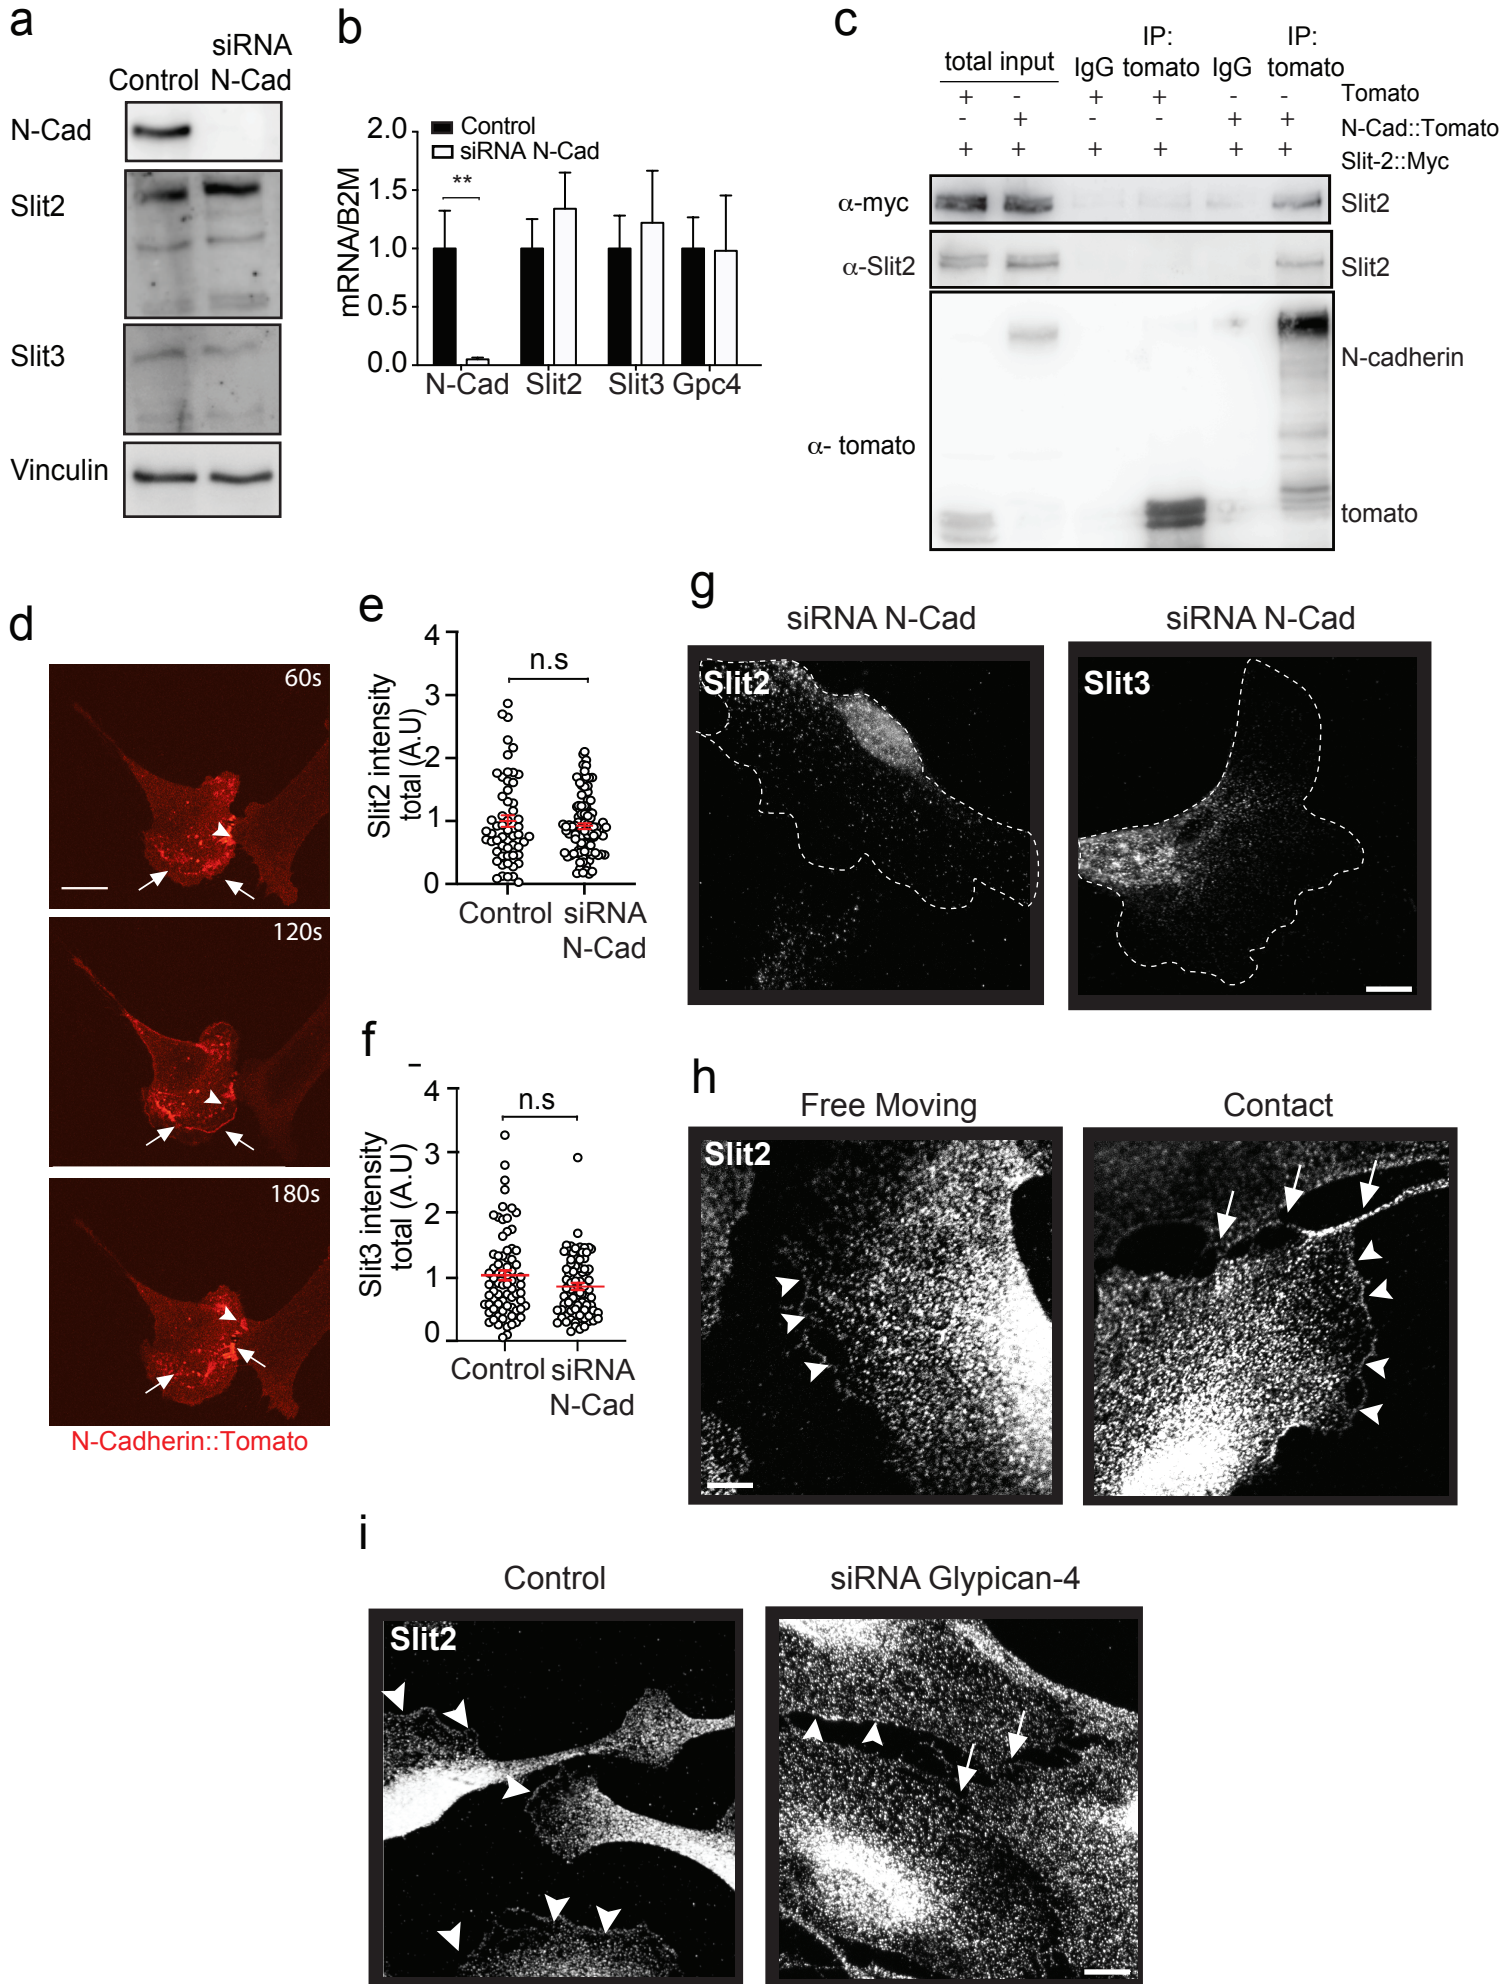 a
siRNA
Control N-Cad
N-Cad
Slit2
Slit3
Vinculin
b
2.0
1.5
1.0
0.5
0.0
mRNA/B2M
Control
siRNA N-Cad
**
N-Cad Slit2 Slit3 Gpc4
c
total input IgG IP: tomato IgG IP: tomato
+ - + + - - Tomato
- + - - + + N-Cad::Tomato
+ + + + + + Slit-2::Myc
α-myc Slit2
α-Slit2 Slit2
N-cadherin
α- tomato
tomato
d
60s
120s
180s
N-Cadherin::Tomato
e
4
3
2
1
0
Slit2 intensity
total (A.U)
n.s
Control siRNA
N-Cad
f
4
3
2
1
0
Slit3 intensity
total (A.U)
n.s
Control siRNA
N-Cad
g
siRNA N-Cad siRNA N-Cad
Slit2 Slit3
h
Free Moving Contact
Slit2
i
Control siRNA Glypican-4
Slit2